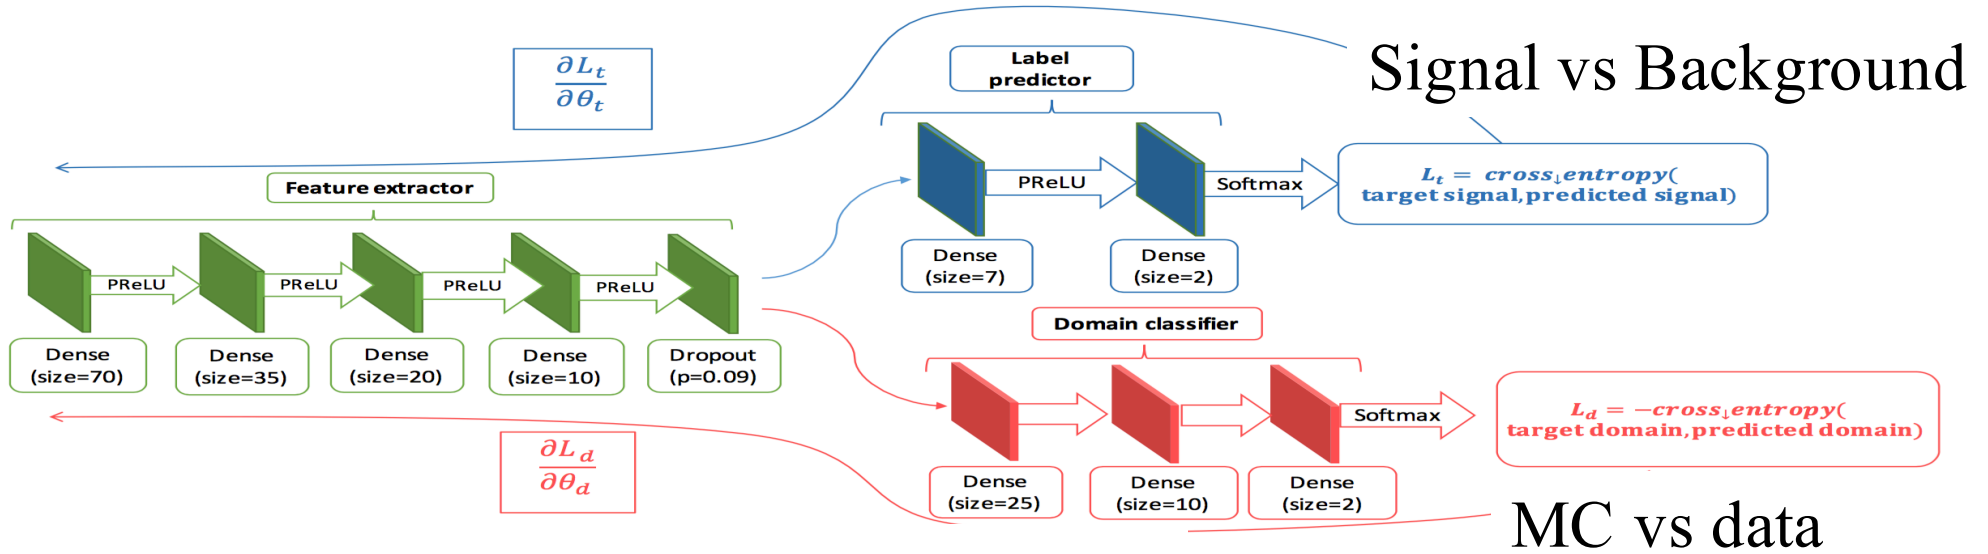 Signal vs Background
∂L_t
∂θ_t
Label
predictor
L_t = cross↓entropy(
target signal,predicted signal)
PReLU
Softmax
Dense
(size=7)
Dense
(size=2)
Feature extractor
PReLU
PReLU
PReLU
PReLU
Dense
(size=70)
Dense
(size=35)
Dense
(size=20)
Dense
(size=10)
Dropout
(p=0.09)
Domain classifier
Softmax
L_d = −cross↓entropy(
target domain,predicted domain)
Dense
(size=25)
Dense
(size=10)
Dense
(size=2)
∂L_d
∂θ_d
MC vs data